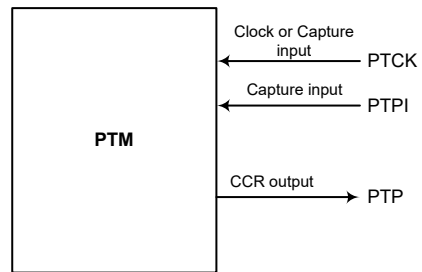 Clock or Capture
input
PTCK
Capture input
PTPI
PTM
CCR output
PTP